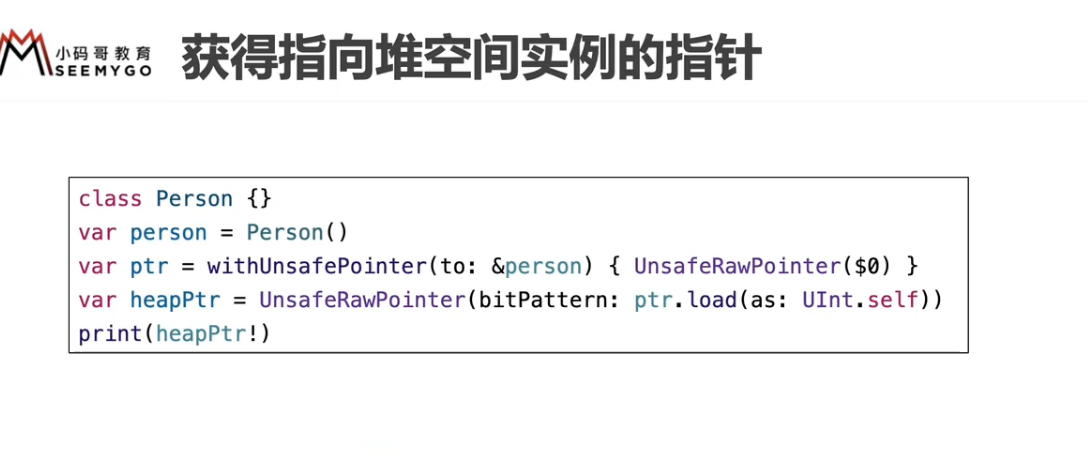 小码哥教育
SEEMYGO
获得指向堆空间实例的指针
class Person {}
var person = Person()
var ptr = withUnsafePointer(to: &person) { UnsafeRawPointer($0) }
var heapPtr = UnsafeRawPointer(bitPattern: ptr.load(as: UInt.self))
print(heapPtr!)